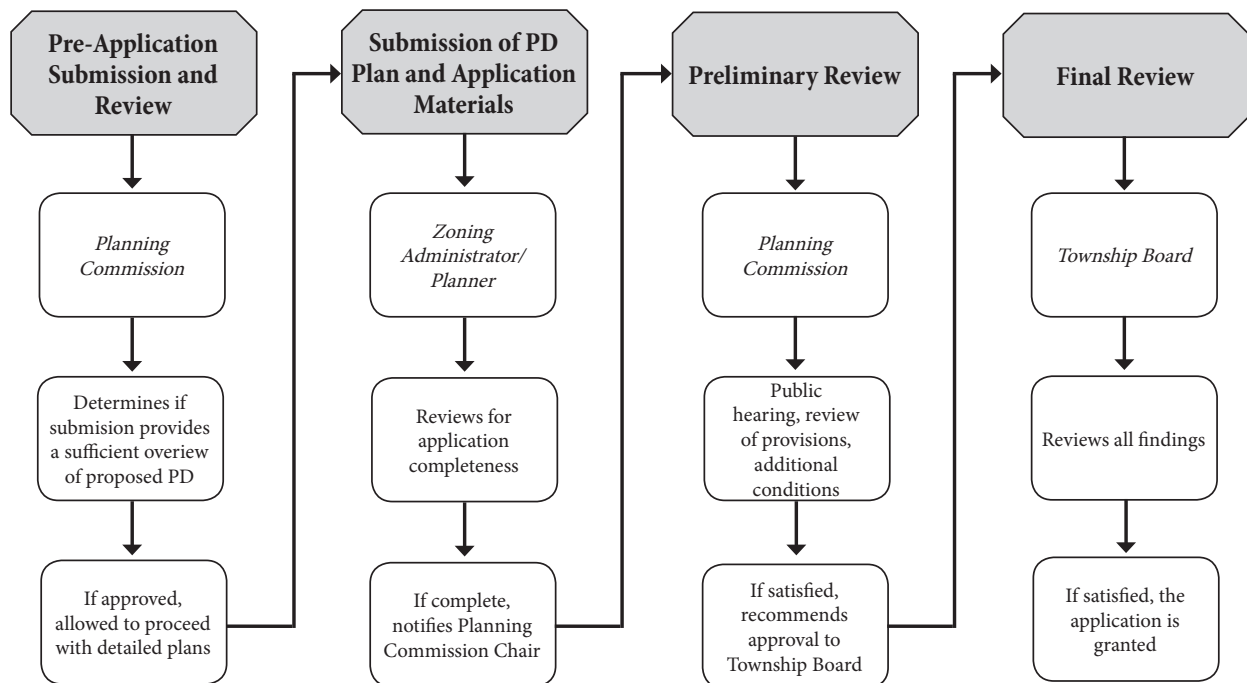 Pre-Application
Submission and
Review
Planning
Commission
Determines if
submision provides
a sufficient overiew
of proposed PD
If approved,
allowed to proceed
with detailed plans
Submission of PD
Plan and Application
Materials
Zoning
Administrator/
Planner
Reviews for
application
completeness
If complete,
notifies Planning
Commission Chair
Preliminary Review
Planning
Commission
Public
hearing, review
of provisions,
additional
conditions
If satisfied,
recommends
approval to
Township Board
Final Review
Township Board
Reviews all findings
If satisfied, the
application is
granted